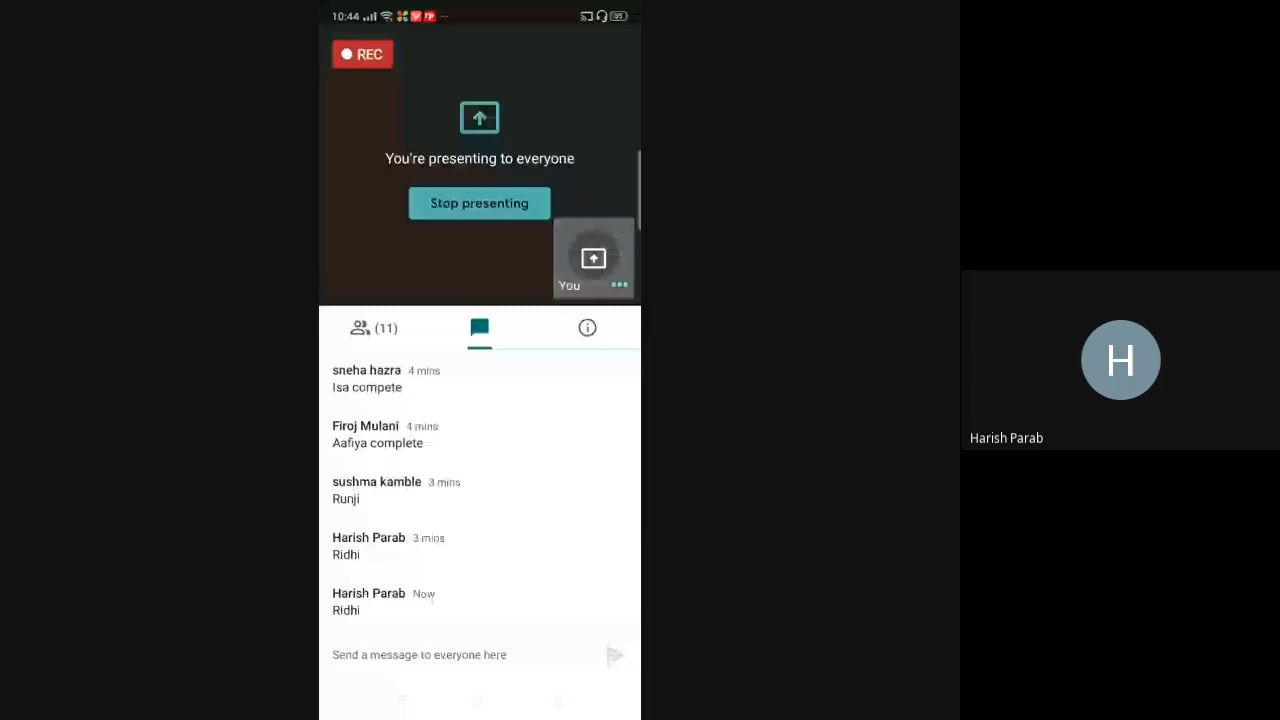 10:44
REC
You're presenting to everyone
Stop presenting
You
(11)
sneha hazra 4 mins
Isa compete
Firoj Mulani 4 mins
Aafiya complete
sushma kamble 3 mins
Runji
Harish Parab 3 mins
Ridhi
Harish Parab Now
Ridhi
Send a message to everyone here
H
Harish Parab